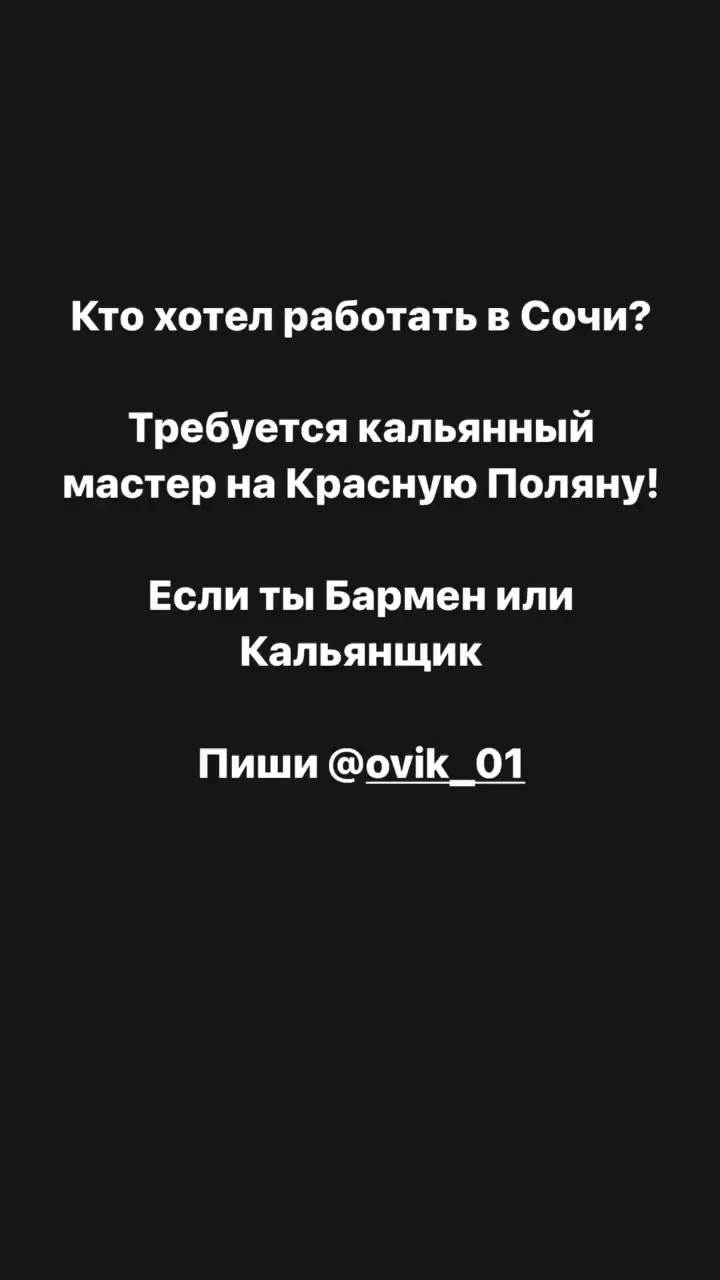 Кто хотел работать в Сочи?
Требуется кальянный
мастер на Красную Поляну!
Если ты Бармен или
Кальянщик
Пиши @ovik_01